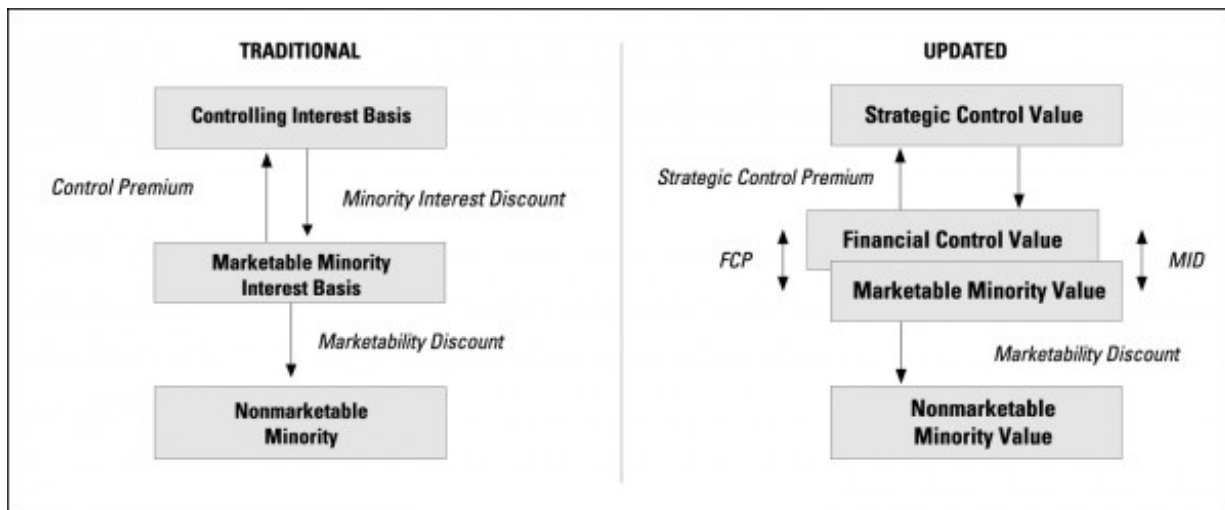 TRADITIONAL
Controlling Interest Basis
Control Premium
Minority Interest Discount
Marketable Minority
Interest Basis
Marketability Discount
Nonmarketable
Minority
UPDATED
Strategic Control Value
Strategic Control Premium
Financial Control Value
FCP
MID
Marketable Minority Value
Marketability Discount
Nonmarketable
Minority Value